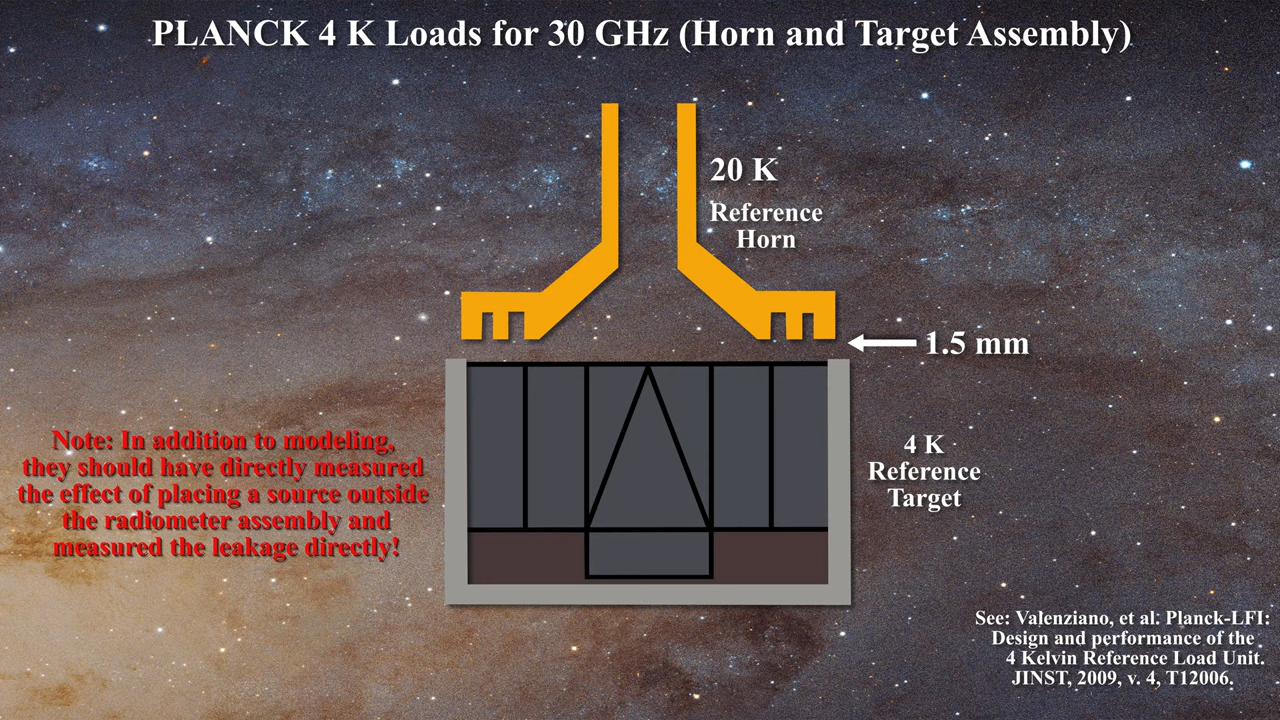 PLANCK 4 K Loads for 30 GHz (Horn and Target Assembly)
20 K
Reference
Horn
1.5 mm
Note: In addition to modeling,
they should have directly measured
the effect of placing a source outside
the radiometer assembly and
measured the leakage directly!
4 K
Reference
Target
See: Valenziano, et al. Planck-LFI:
Design and performance of the
4 Kelvin Reference Load Unit.
JINST, 2009, v. 4, T12006.